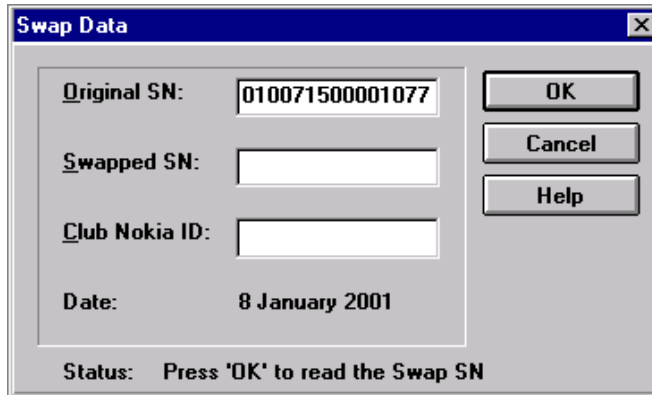 Swap Data
Original SN: 010071500001077
OK
Swapped SN:
Cancel
Help
Club Nokia ID:
Date: 8 January 2001
Status: Press 'OK' to read the Swap SN